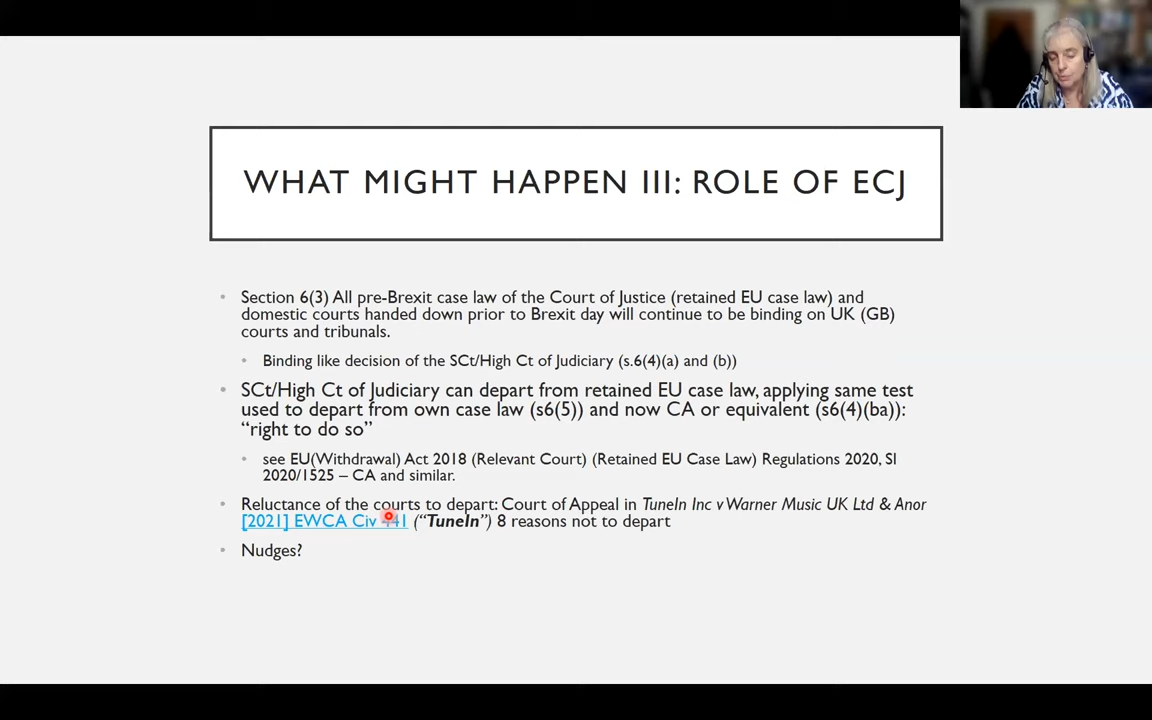 WHAT MIGHT HAPPEN III: ROLE OF ECJ
• Section 6(3) All pre-Brexit case law of the Court of Justice (retained EU case law) and
domestic courts handed down prior to Brexit day will continue to be binding on UK (GB)
courts and tribunals.
• Binding like decision of the SCt/High Ct of Judiciary (s.6(4)(a) and (b))
• SCt/High Ct of Judiciary can depart from retained EU case law, applying same test
used to depart from own case law (s6(5)) and now CA or equivalent (s6(4)(ba)):
“right to do so”
• see EU(Withdrawal) Act 2018 (Relevant Court) (Retained EU Case Law) Regulations 2020, SI
2020/1525 – CA and similar.
• Reluctance of the courts to depart: Court of Appeal in TuneIn Inc v Warner Music UK Ltd & Anor
[2021] EWCA Civ 441 (“TuneIn”) 8 reasons not to depart
• Nudges?